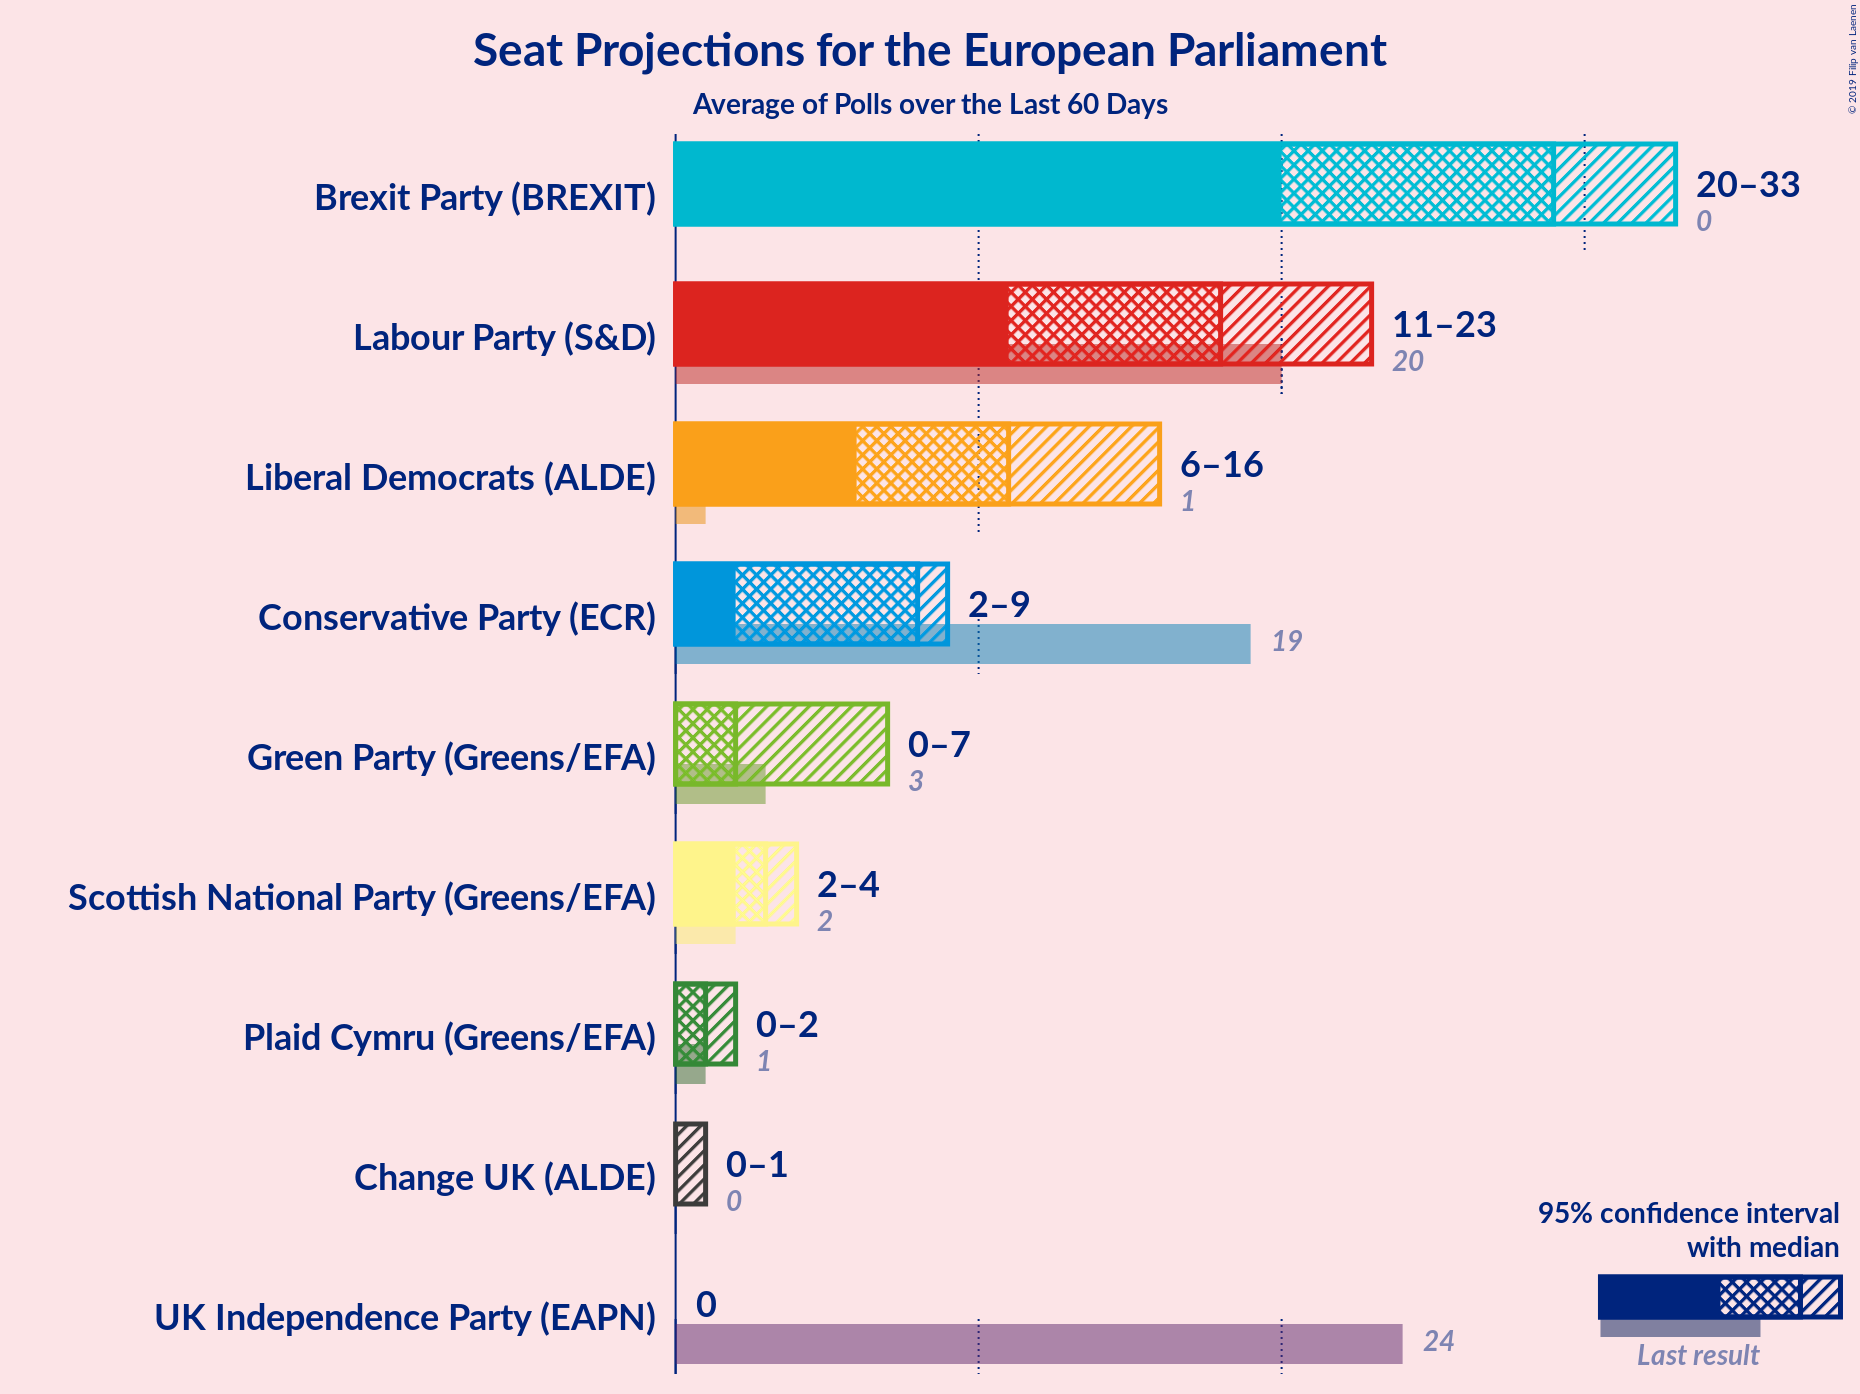 Seat Projections for the European Parliament
Average of Polls over the Last 60 Days
© 2019 Filip van Laenen
Brexit Party (BREXIT)
20–33
0
Labour Party (S&D)
11–23
20
Liberal Democrats (ALDE)
6–16
1
Conservative Party (ECR)
2–9
19
Green Party (Greens/EFA)
0–7
3
Scottish National Party (Greens/EFA)
2–4
2
Plaid Cymru (Greens/EFA)
0–2
1
Change UK (ALDE)
0–1
0
UK Independence Party (EAPN)
0
24
95% confidence interval
with median
Last result